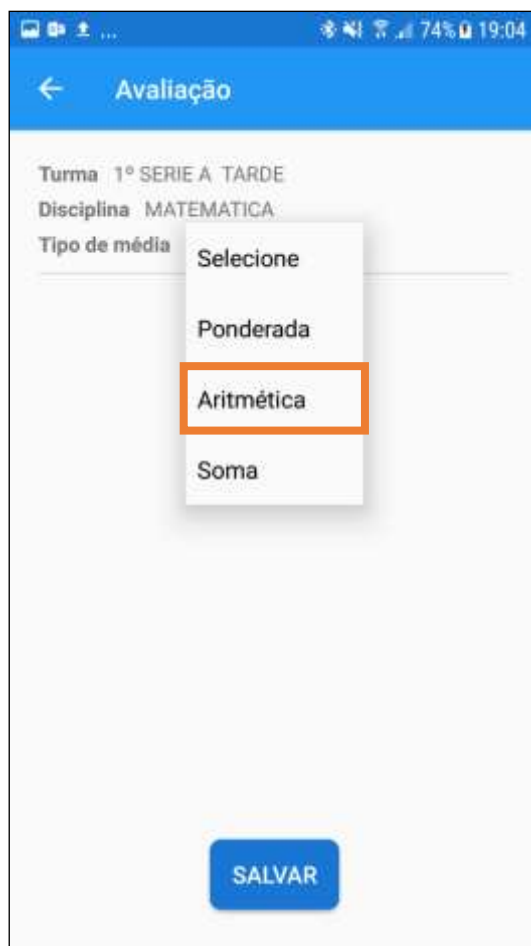 ... 74% 19:04
Avaliação
Turma 1º SERIE A TARDE
Disciplina MATEMATICA
Tipo de média
Selecione
Ponderada
Aritmética
Soma
SALVAR